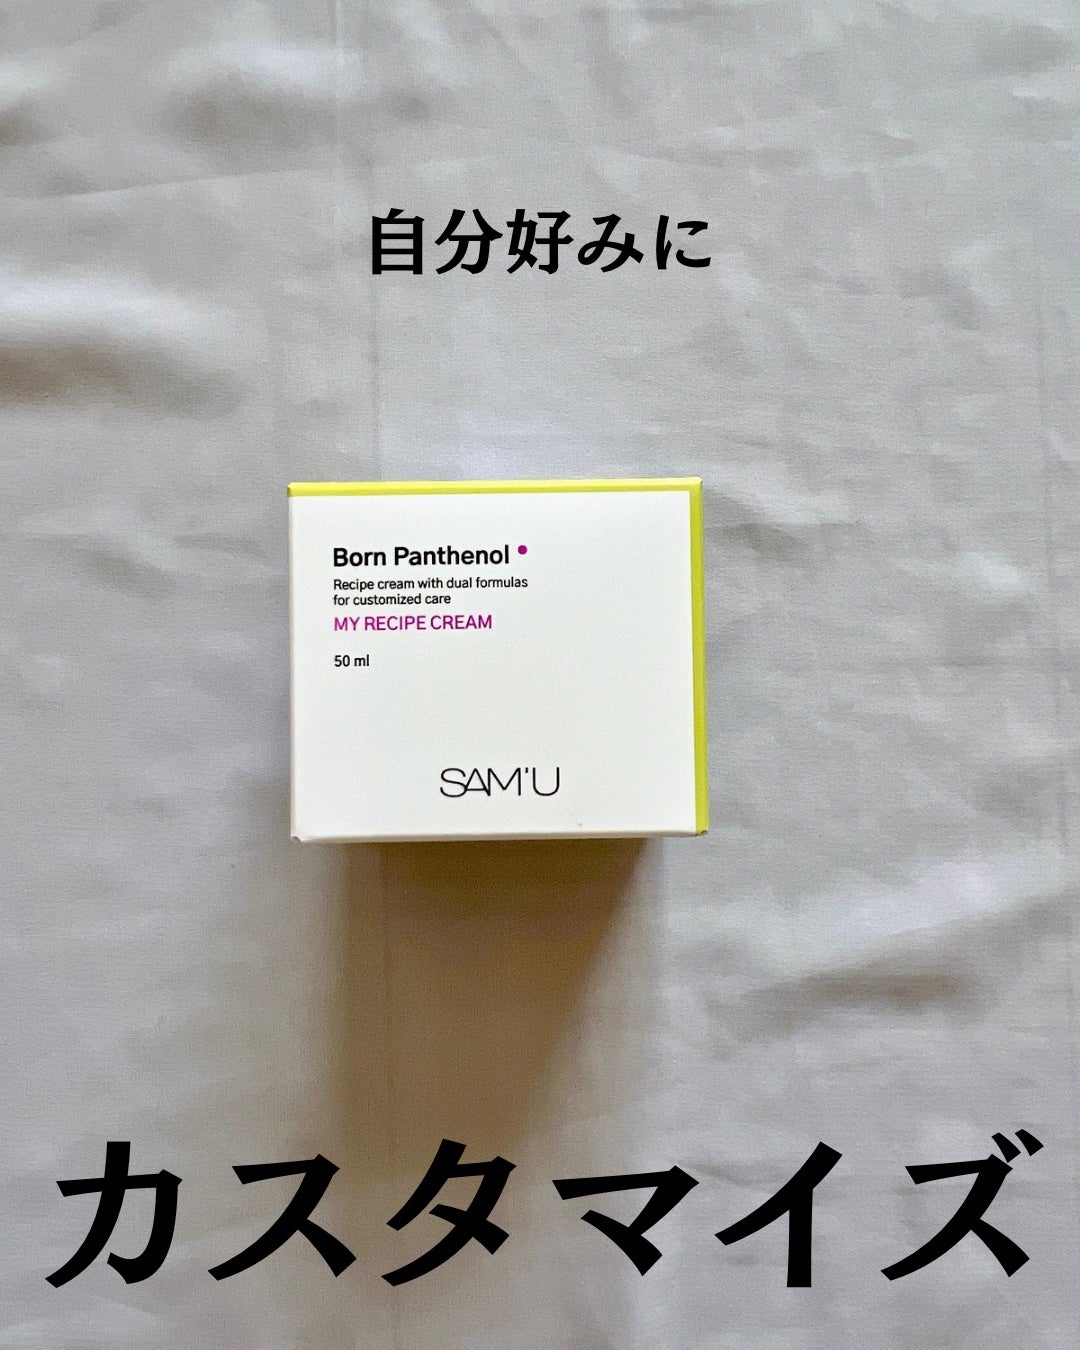 自分好みに
Born Panthenol
Recipe cream with dual formulas
for customized care
MY RECIPE CREAM
50 ml
SAM'U
カスタマイズ